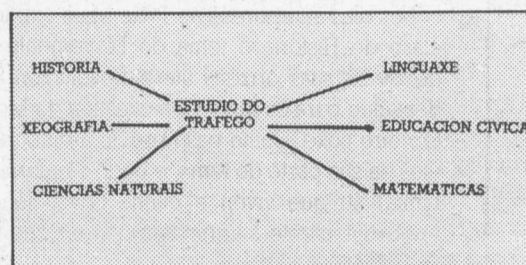 HISTORIA
LINGUAXE
ESTUDIO DO
TRAFEGO
XEOGRAFIA
EDUCACION CIVICA
CIENCIAS NATURAIS
MATEMATICAS